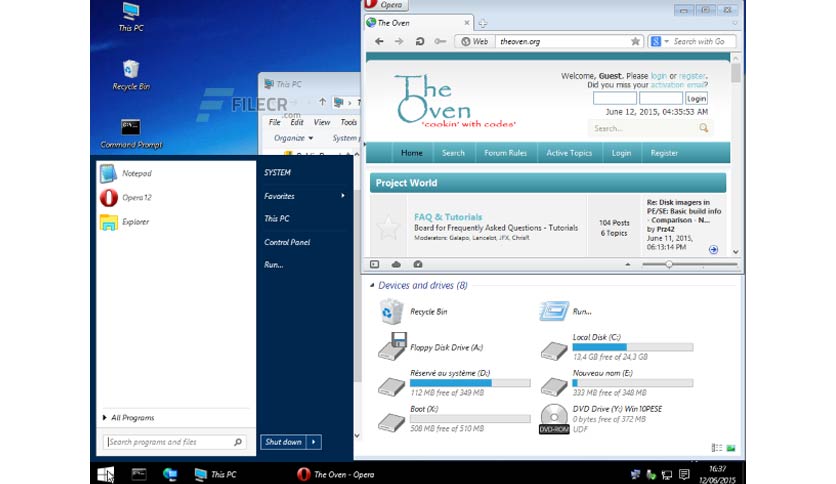 This PC
Recycle Bin
Command Prompt
FILECR
.com
This PC
File Edit View Tools
Organize System
Notepad
Opera12
Explorer
SYSTEM
Favorites
This PC
Control Panel
Run...
All Programs
Search programs and files
Shut down
Opera
The Oven
Web theoven.org
Search with Go
The
Oven
"cookin' with codes"
Welcome, Guest. Please login or register.
Did you miss your activation email?
Login
June 12, 2015, 04:35:53 AM
Search...
Home Search Forum Rules Active Topics Login Register
Project World
FAQ & Tutorials
Board for Frequently Asked Questions - Tutorials
Moderators: Galapo, Lancelot, JFX, ChrisR
104 Posts
6 Topics
Re: Disk imagers in
PE/SE: Basic build info
- Comparison - N...
by Prz42
June 11, 2015,
06:13:14 PM
Devices and drives (8)
Recycle Bin
Run...
Floppy Disk Drive (A:)
Local Disk (C:)
13,4 GB free of 24,3 GB
Réservé au système (D:)
112 MB free of 349 MB
Nouveau nom (E:)
333 MB free of 348 MB
Boot (X:)
508 MB free of 510 MB
DVD Drive (Y:) Win10PESE
0 bytes free of 372 MB
UDF
DVD-ROM
This PC
The Oven - Opera
16:37
12/06/2015